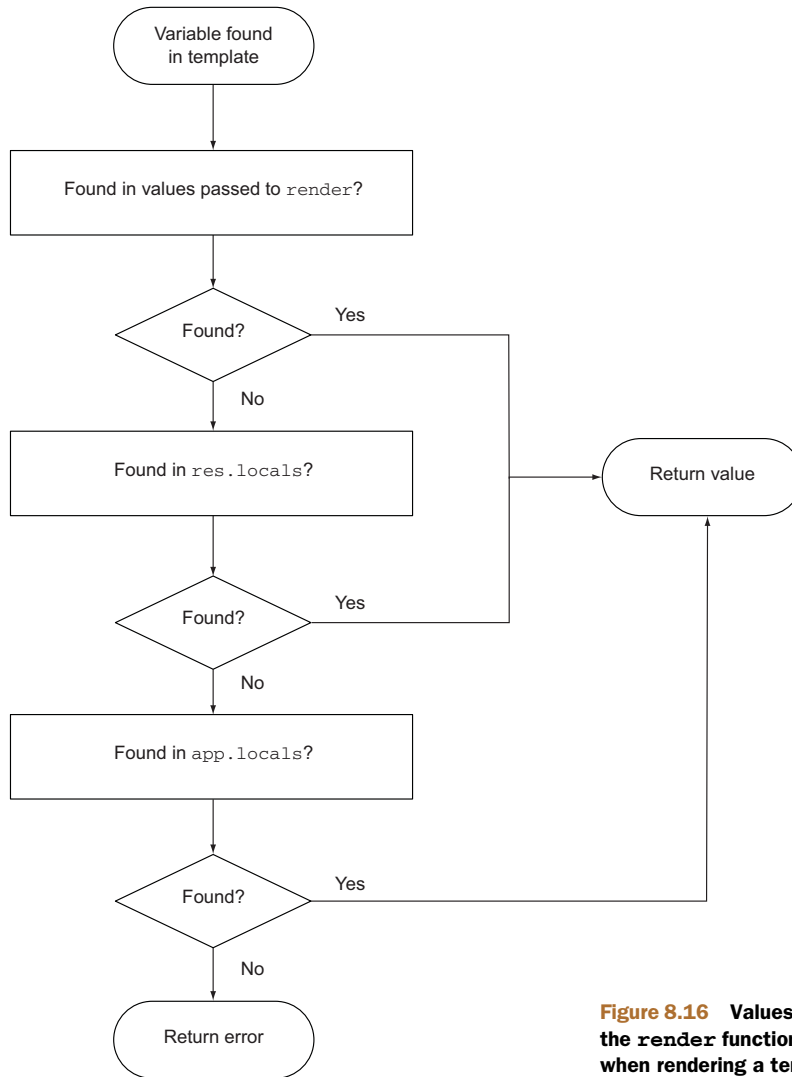 Variable found
in template
Found in values passed to render?
Found?
Yes
No
Found in res.locals?
Return value
Found?
Yes
No
Found in app.locals?
Found?
Yes
No
Return error
Figure 8.16 Values
the render function
when rendering a